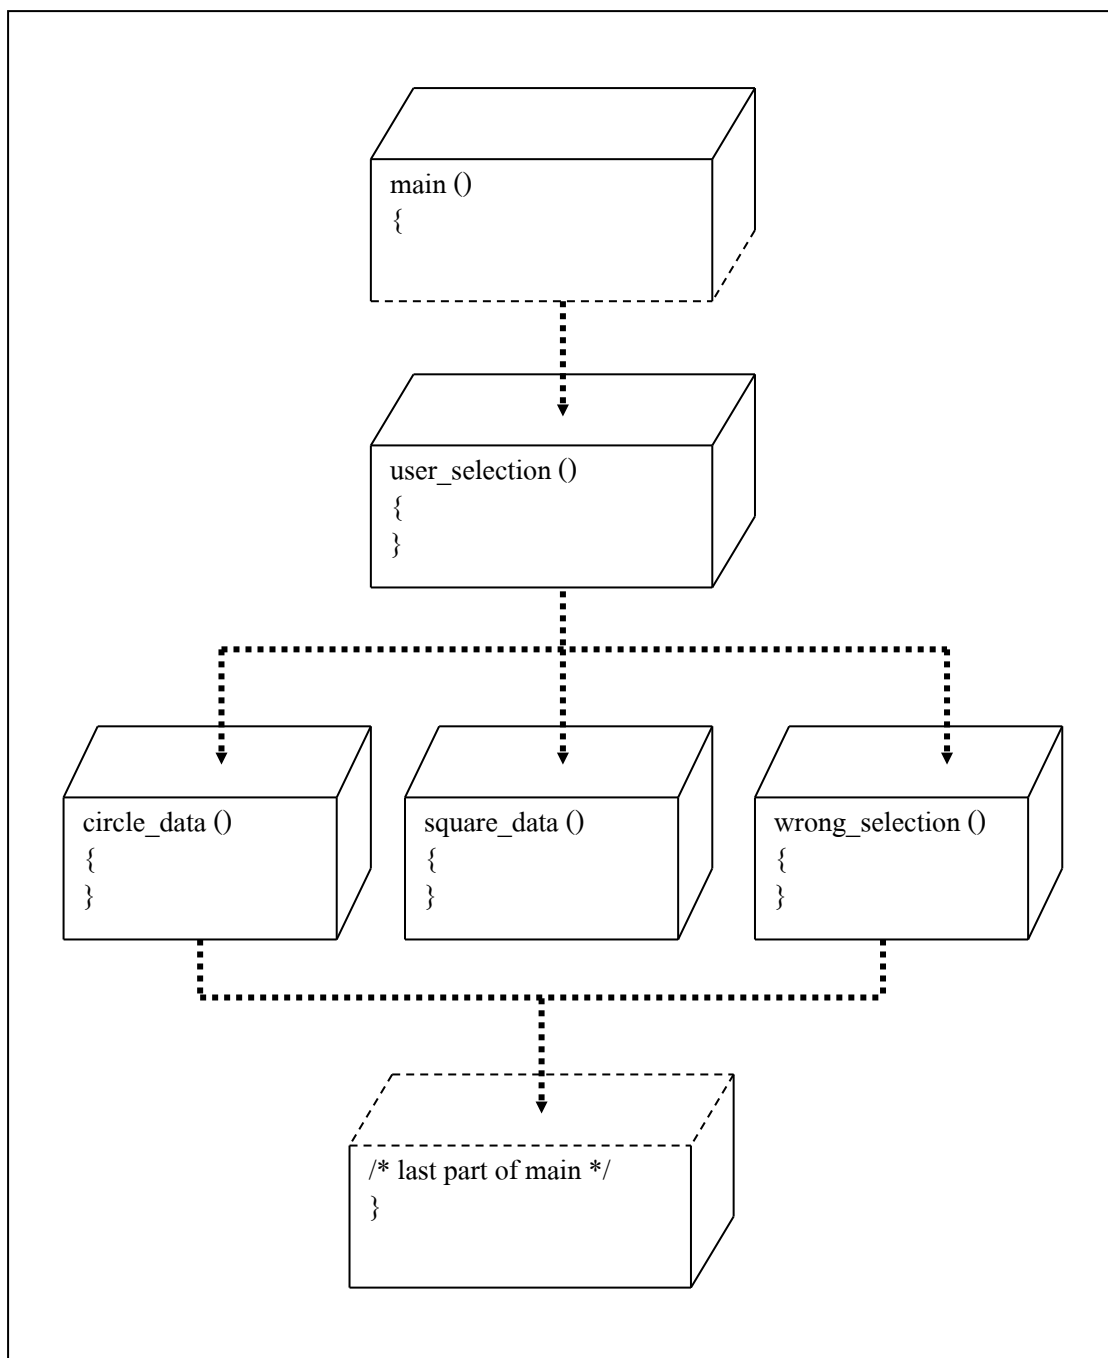 main ()
{
user_selection ()
{
}
circle_data ()
{
}
square_data ()
{
}
wrong_selection ()
{
}
/* last part of main */
}